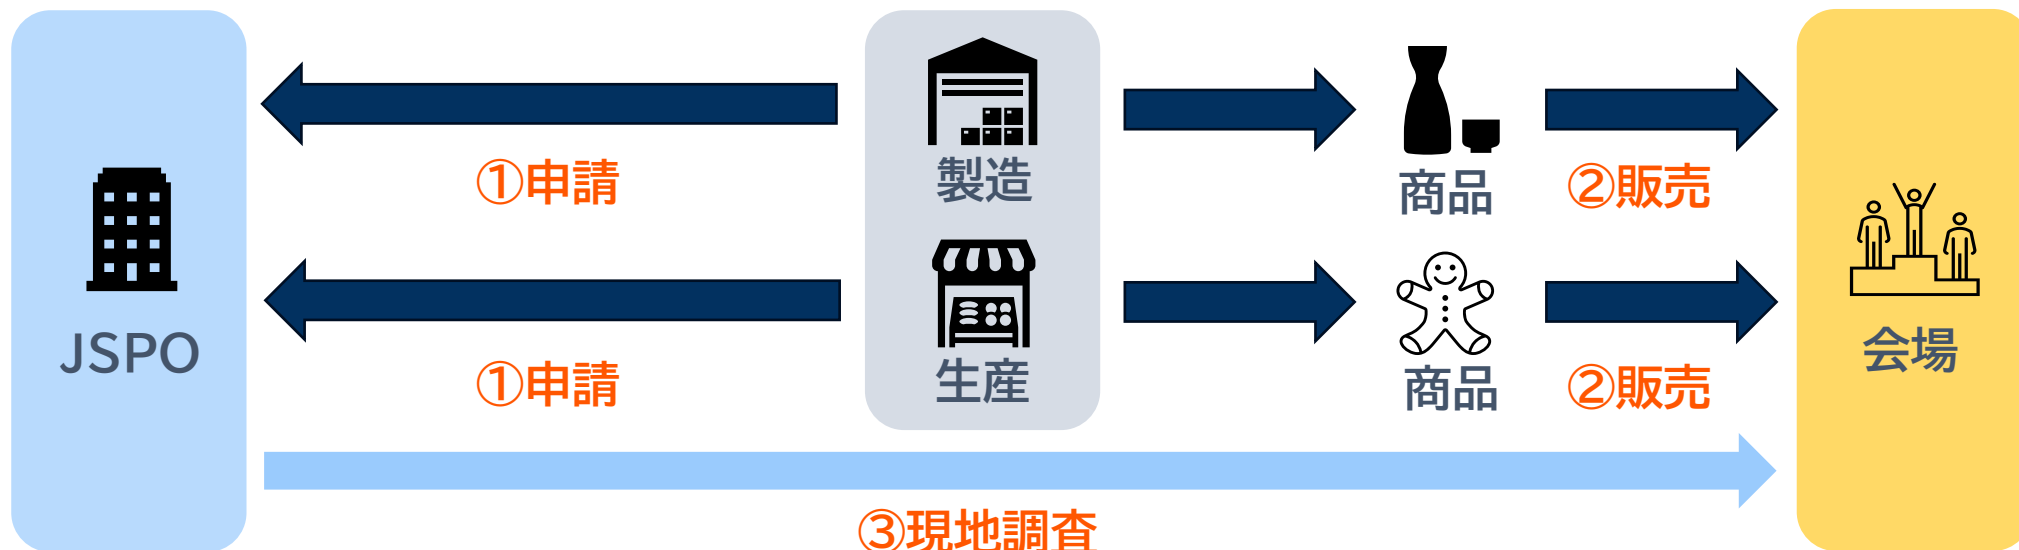 JSPO
①申請
①申請
製造
生産
商品
商品
②販売
②販売
会場
③現地調査